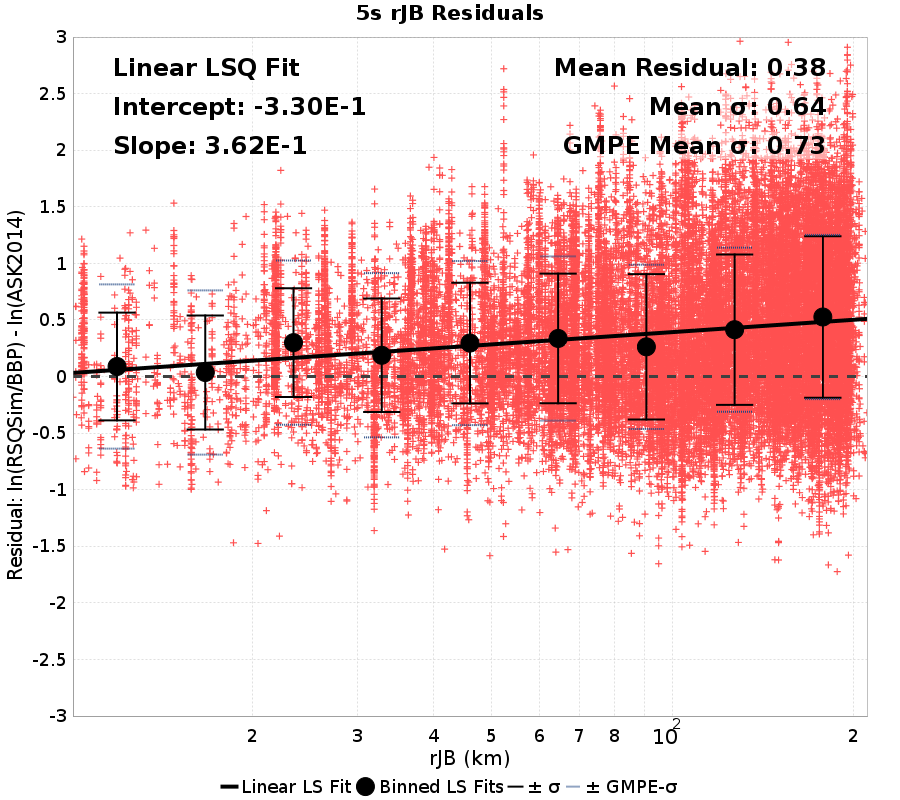 5s rJB Residuals
Linear LSQ Fit
Intercept: -3.30E-1
Slope: 3.62E-1
Mean Residual: 0.38
Mean σ: 0.64
GMPE Mean σ: 0.73
Residual: ln(RSQSim/BBP) - ln(ASK2014)
3
2.5
2
1.5
1
0.5
0
-0.5
-1
-1.5
-2
-2.5
-3
2 3 4 5 6 7 8 10² 2
rJB (km)
Linear LS Fit Binned LS Fits ± σ ± GMPE-σ